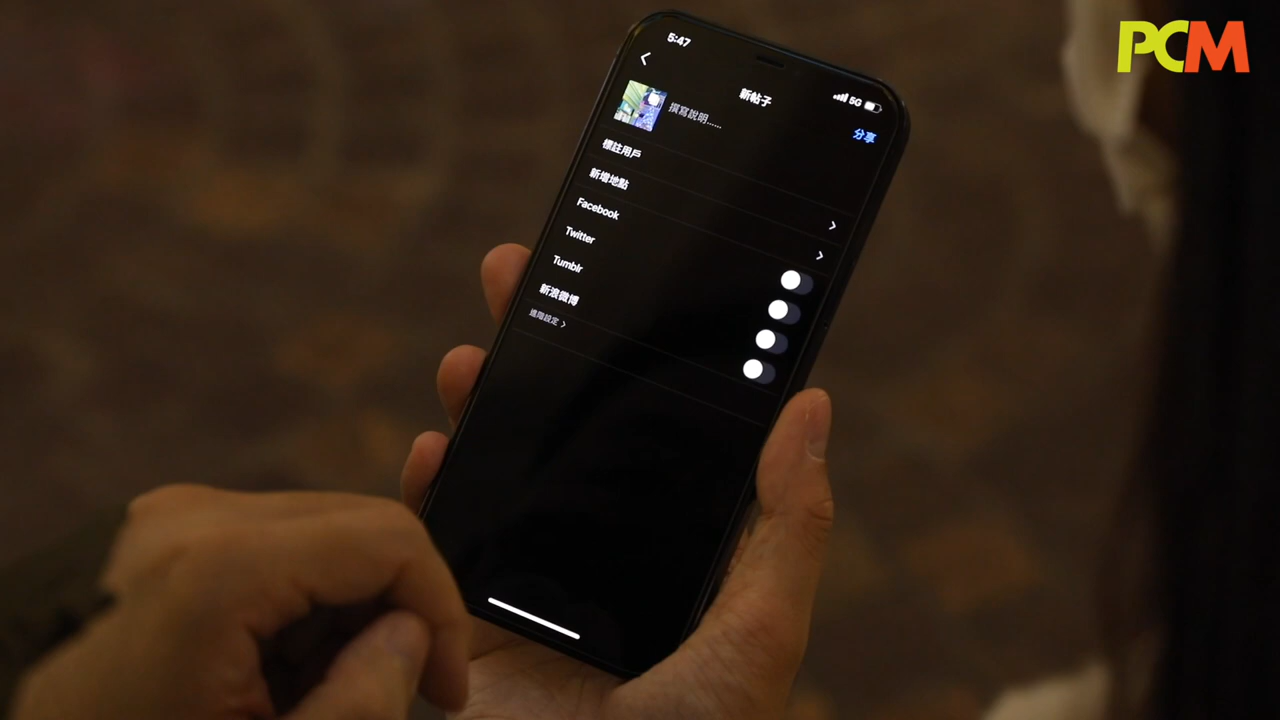 PCM
5:47
5G
新帖子
撰寫說明......
分享
標註用戶
新增地點
Facebook
Twitter
Tumblr
新浪微博
進階設定